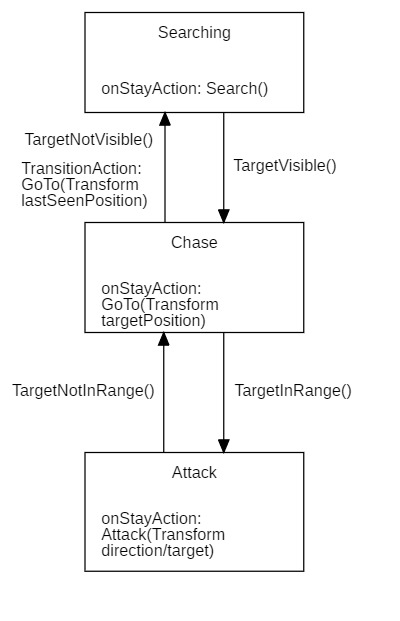 Searching
onStayAction: Search()
TargetNotVisible()
TargetVisible()
TransitionAction:
GoTo(Transform
lastSeenPosition)
Chase
onStayAction:
GoTo(Transform
targetPosition)
TargetNotInRange()
TargetInRange()
Attack
onStayAction:
Attack(Transform
direction/target)